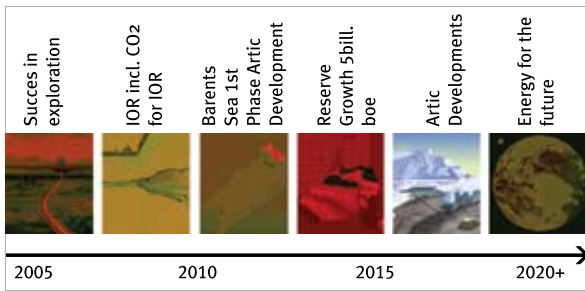 Succes in
exploration
IOR incl. CO2
for IOR
Barents
Sea 1st
Phase Artic
Development
Reserve
Growth 5bill.
boe
Artic
Developments
Energy for the
future
2005
2010
2015
2020+